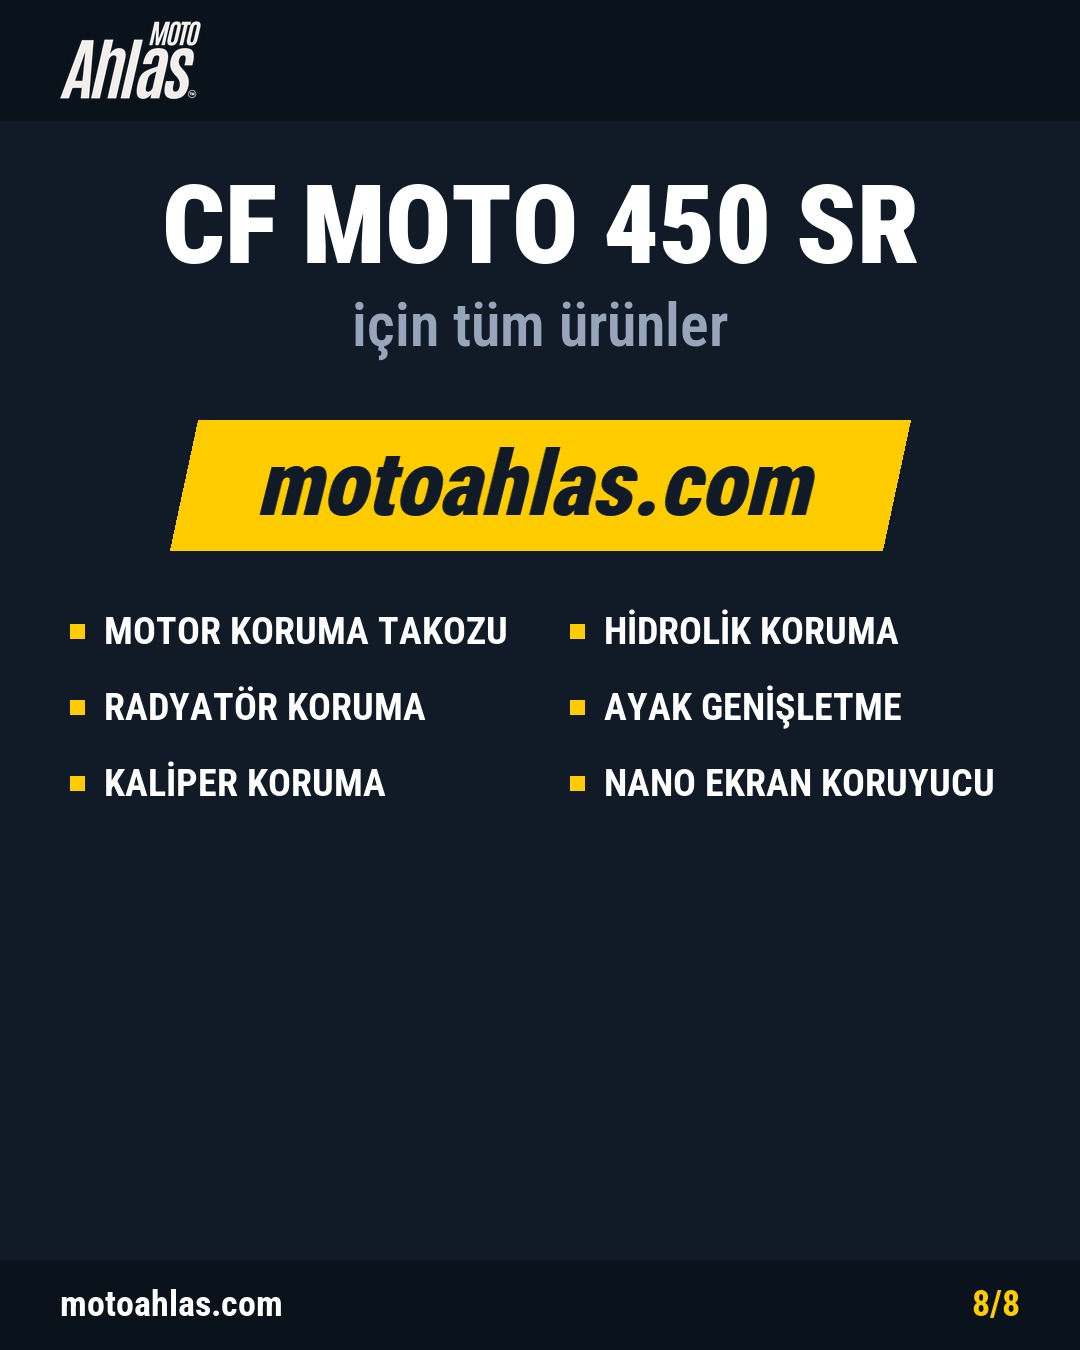 MOTO
Ahlas
CF MOTO 450 SR
için tüm ürünler
motoahlas.com
MOTOR KORUMA TAKOZU
HİDROLİK KORUMA
RADYATÖR KORUMA
AYAK GENİŞLETME
KALİPER KORUMA
NANO EKRAN KORUYUCU
motoahlas.com
8/8